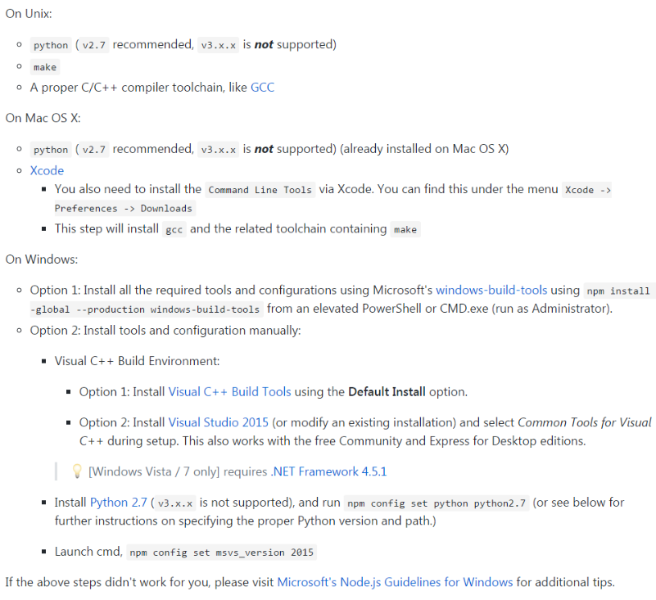 On Unix:
python ( v2.7 recommended, v3.x.x is not supported)
make
A proper C/C++ compiler toolchain, like GCC
On Mac OS X:
python ( v2.7 recommended, v3.x.x is not supported) (already installed on Mac OS X)
Xcode
You also need to install the Command Line Tools via Xcode. You can find this under the menu Xcode ->
Preferences -> Downloads
This step will install gcc and the related toolchain containing make
On Windows:
Option 1: Install all the required tools and configurations using Microsoft's windows-build-tools using npm install
-global --production windows-build-tools from an elevated PowerShell or CMD.exe (run as Administrator).
Option 2: Install tools and configuration manually:
Visual C++ Build Environment:
Option 1: Install Visual C++ Build Tools using the Default Install option.
Option 2: Install Visual Studio 2015 (or modify an existing installation) and select Common Tools for Visual
C++ during setup. This also works with the free Community and Express for Desktop editions.
💡 [Windows Vista / 7 only] requires .NET Framework 4.5.1
Install Python 2.7 ( v3.x.x is not supported), and run npm config set python python2.7 (or see below for
further instructions on specifying the proper Python version and path.)
Launch cmd, npm config set msvs_version 2015
If the above steps didn't work for you, please visit Microsoft's Node.js Guidelines for Windows for additional tips.